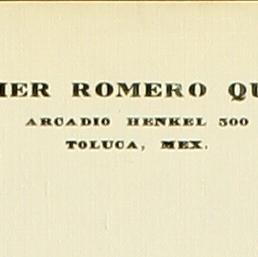 IER ROMERO QU
ARCADIO HENKEL 500
TOLUCA, MEX.